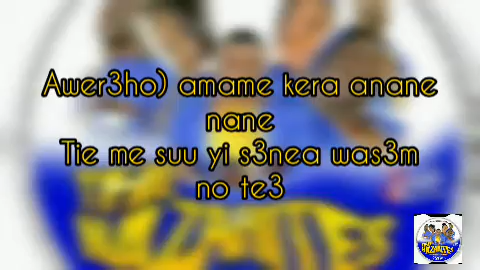 Awer3ho) amame kera anane
nane
Tie me suu yi s3nea was3m
no te3